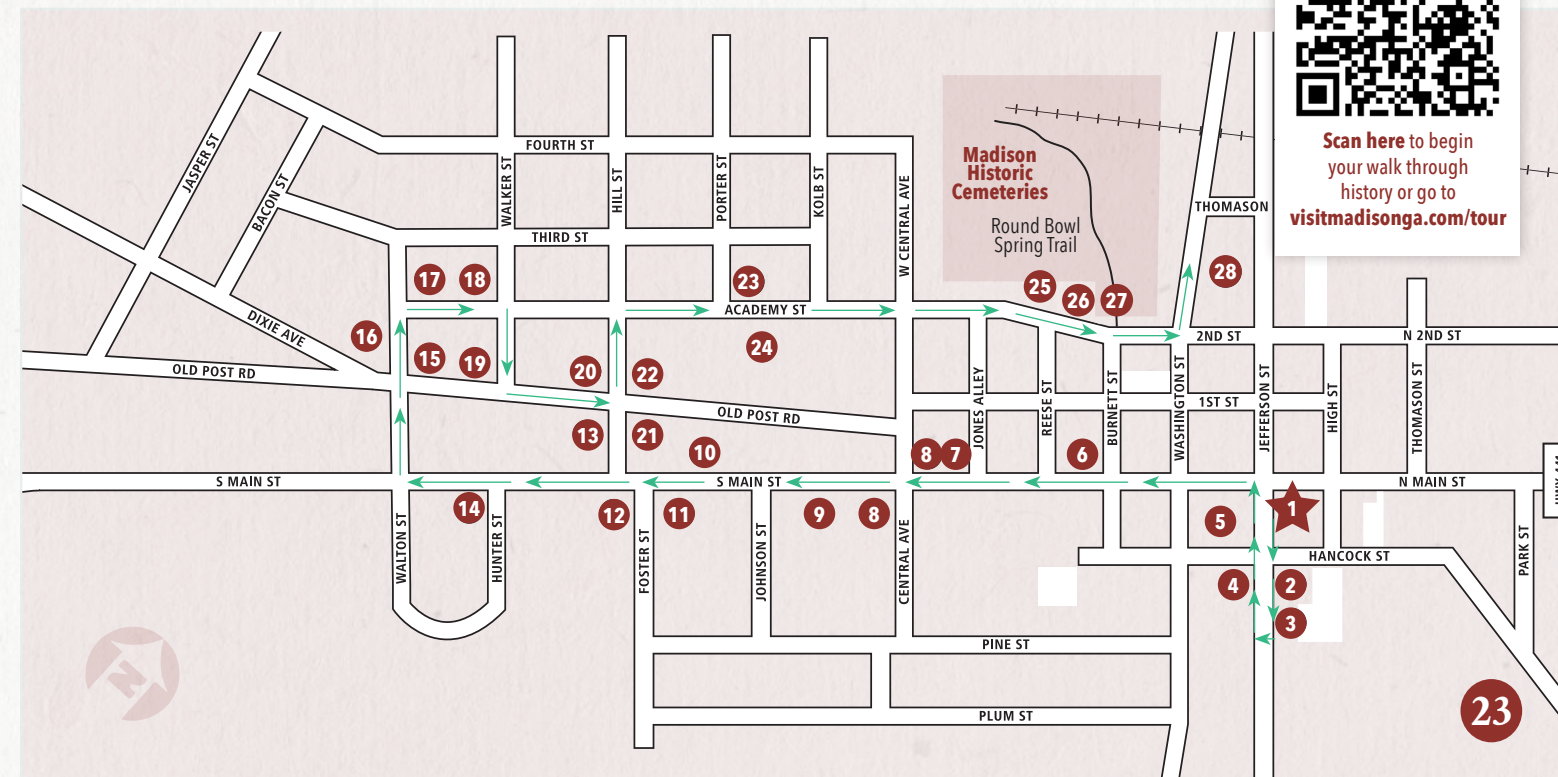 Scan here to begin
your walk through
history or go to
visitmadisonga.com/tour
JASPER ST
BACON ST
FOURTH ST
WALKER ST
HILL ST
PORTER ST
KOLB ST
W CENTRAL AVE
Madison
Historic
Cemeteries
Round Bowl
Spring Trail
THOMASON
THIRD ST
17
18
23
25
26
27
28
ACADEMY ST
DIXIE AVE
16
2ND ST
N 2ND ST
15
19
20
22
24
OLD POST RD
OLD POST RD
JONES ALLEY
REESE ST
BURNETT ST
WASHINGTON ST
1ST ST
JEFFERSON ST
HIGH ST
THOMASON ST
13
21
10
8
7
6
S MAIN ST
S MAIN ST
N MAIN ST
14
12
11
9
8
5
1
WALTON ST
HUNTER ST
FOSTER ST
JOHNSON ST
CENTRAL AVE
HANCOCK ST
PARK ST
4
2
3
PINE ST
N
PLUM ST
23